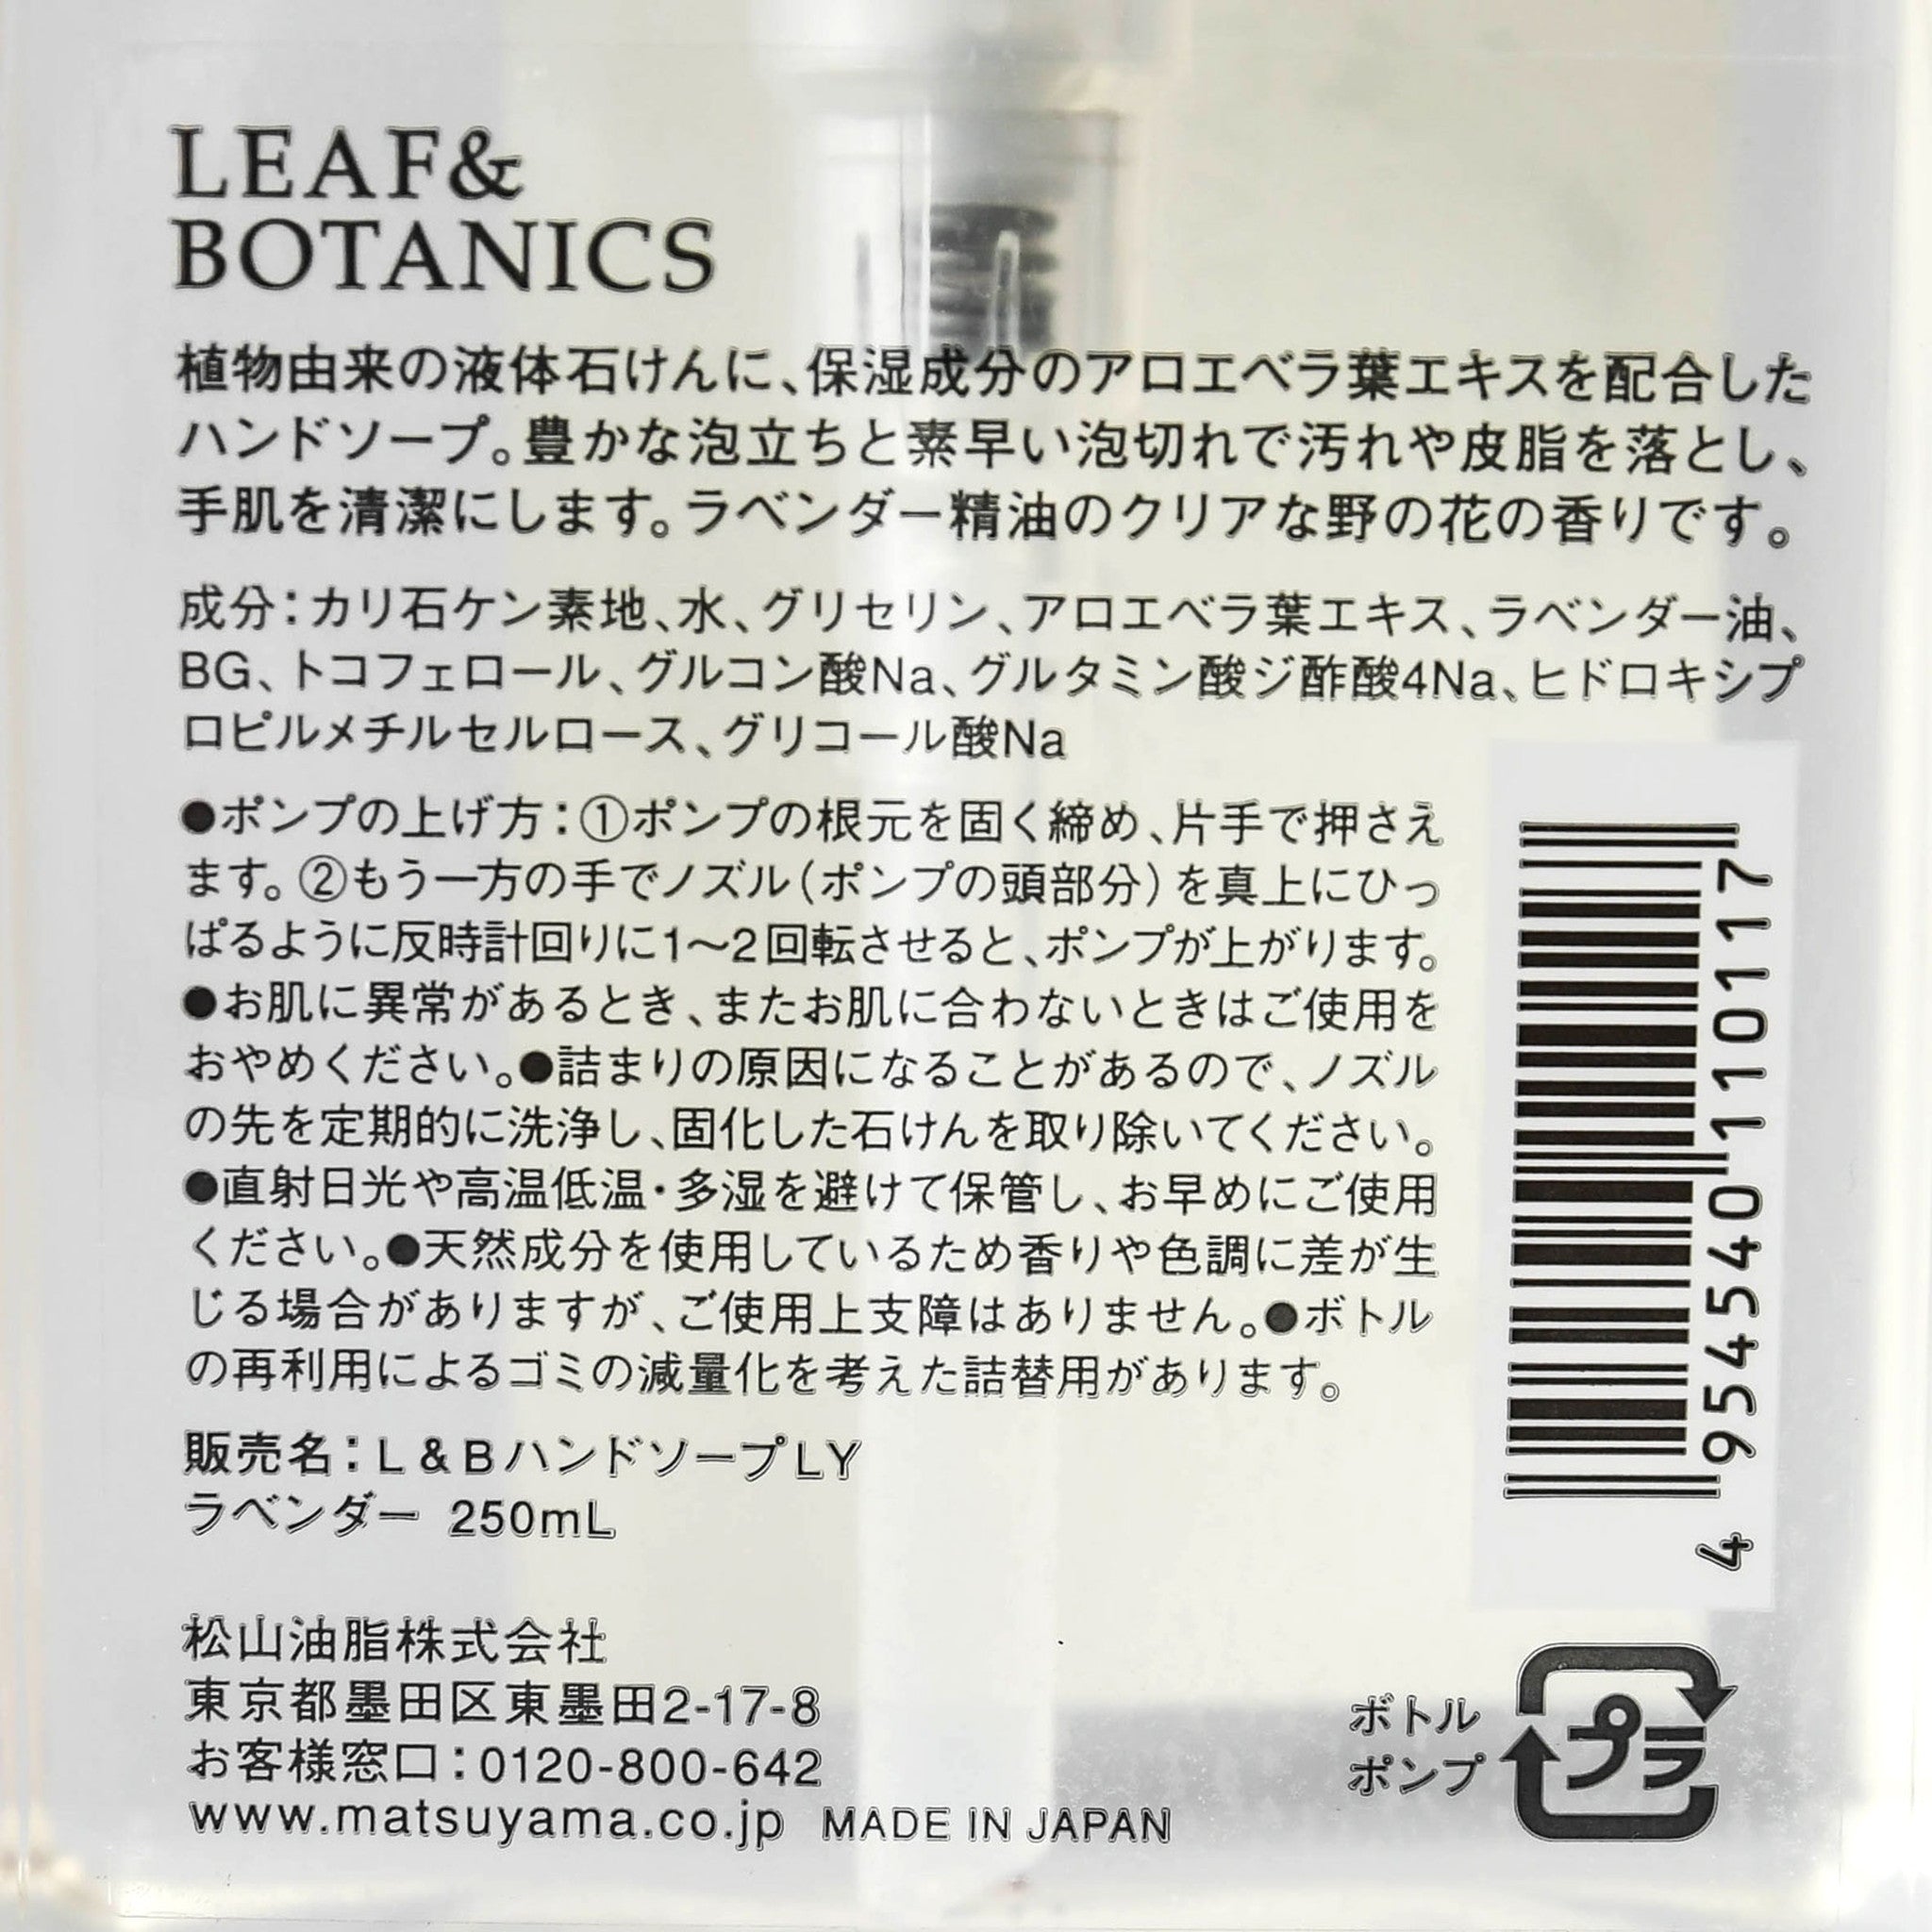 LEAF&
BOTANICS
植物由来の液体石けんに、保湿成分のアロエベラ葉エキスを配合した
ハンドソープ。豊かな泡立ちと素早い泡切れで汚れや皮脂を落とし、
手肌を清潔にします。ラベンダー精油のクリアな野の花の香りです。
成分：カリ石ケン素地、水、グリセリン、アロエベラ葉エキス、ラベンダー油、
BG、トコフェロール、グルコン酸Na、グルタミン酸ジ酢酸4Na、ヒドロキシプ
ロピルメチルセルロース、グリコール酸Na
●ポンプの上げ方：①ポンプの根元を固く締め、片手で押さえ
ます。②もう一方の手でノズル（ポンプの頭部分）を真上にひっ
ぱるように反時計回りに1〜2回転させると、ポンプが上がります。
●お肌に異常があるとき、またお肌に合わないときはご使用を
おやめください。●詰まりの原因になることがあるので、ノズル
の先を定期的に洗浄し、固化した石けんを取り除いてください。
●直射日光や高温低温・多湿を避けて保管し、お早めにご使用
ください。●天然成分を使用しているため香りや色調に差が生
じる場合がありますが、ご使用上支障はありません。●ボトル
の再利用によるゴミの減量化を考えた詰替用があります。
販売名：L＆BハンドソープLY
ラベンダー 250mL
松山油脂株式会社
東京都墨田区東墨田2-17-8
お客様窓口：0120-800-642
www.matsuyama.co.jp MADE IN JAPAN
4 954540 110117
ボトル
ポンプ
プラ